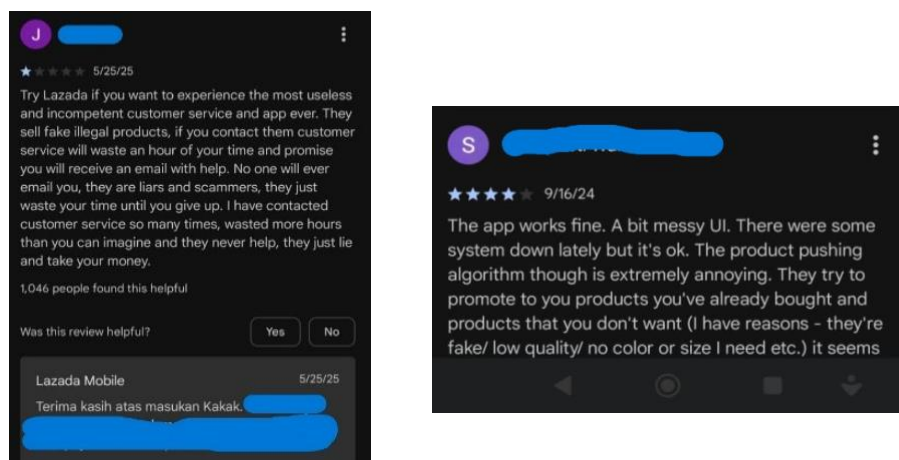 J
5/25/25
Try Lazada if you want to experience the most useless
and incompetent customer service and app ever. They
sell fake illegal products, if you contact them customer
service will waste an hour of your time and promise
you will receive an email with help. No one will ever
email you, they are liars and scammers, they just
waste your time until you give up. I have contacted
customer service so many times, wasted more hours
than you can imagine and they never help, they just lie
and take your money.
1,046 people found this helpful
Was this review helpful? Yes No
Lazada Mobile 5/25/25
Terima kasih atas masukan Kakak.
S
9/16/24
The app works fine. A bit messy UI. There were some
system down lately but it's ok. The product pushing
algorithm though is extremely annoying. They try to
promote to you products you've already bought and
products that you don't want (I have reasons - they're
fake/ low quality/ no color or size I need etc.) it seems